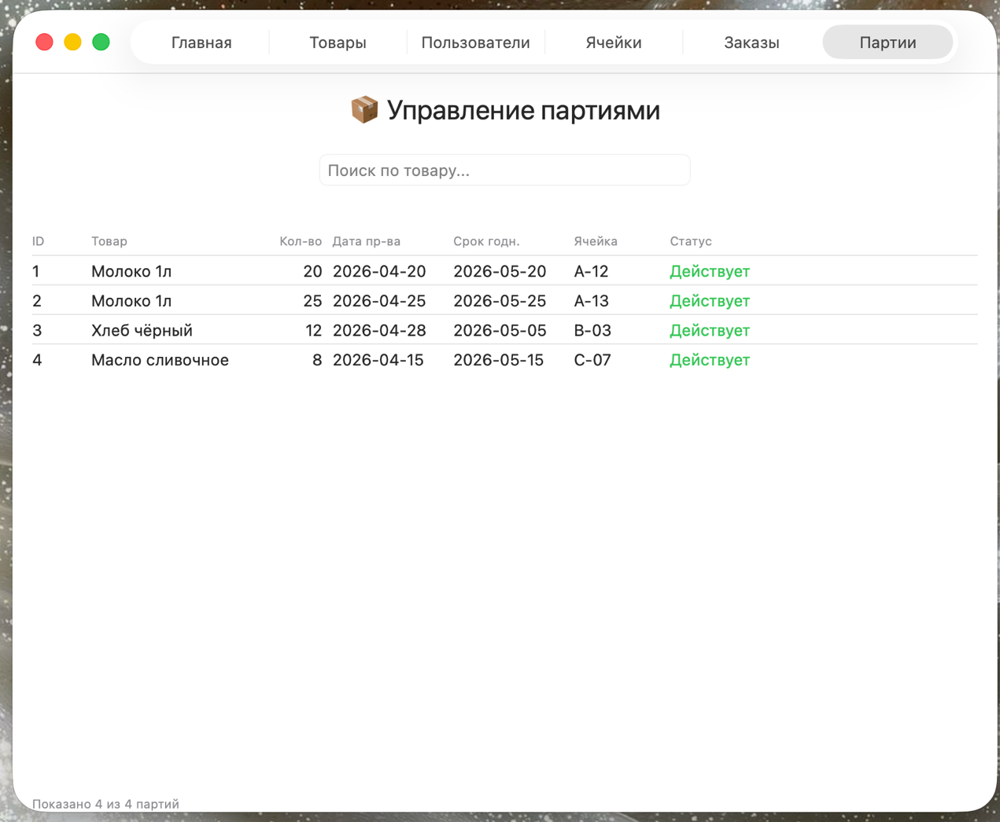 Главная Товары Пользователи Ячейки Заказы Партии
📦 Управление партиями
Поиск по товару...
ID Товар Кол-во Дата пр-ва Срок годн. Ячейка Статус
1 Молоко 1л 20 2026-04-20 2026-05-20 A-12 Действует
2 Молоко 1л 25 2026-04-25 2026-05-25 A-13 Действует
3 Хлеб чёрный 12 2026-04-28 2026-05-05 B-03 Действует
4 Масло сливочное 8 2026-04-15 2026-05-15 C-07 Действует
Показано 4 из 4 партий